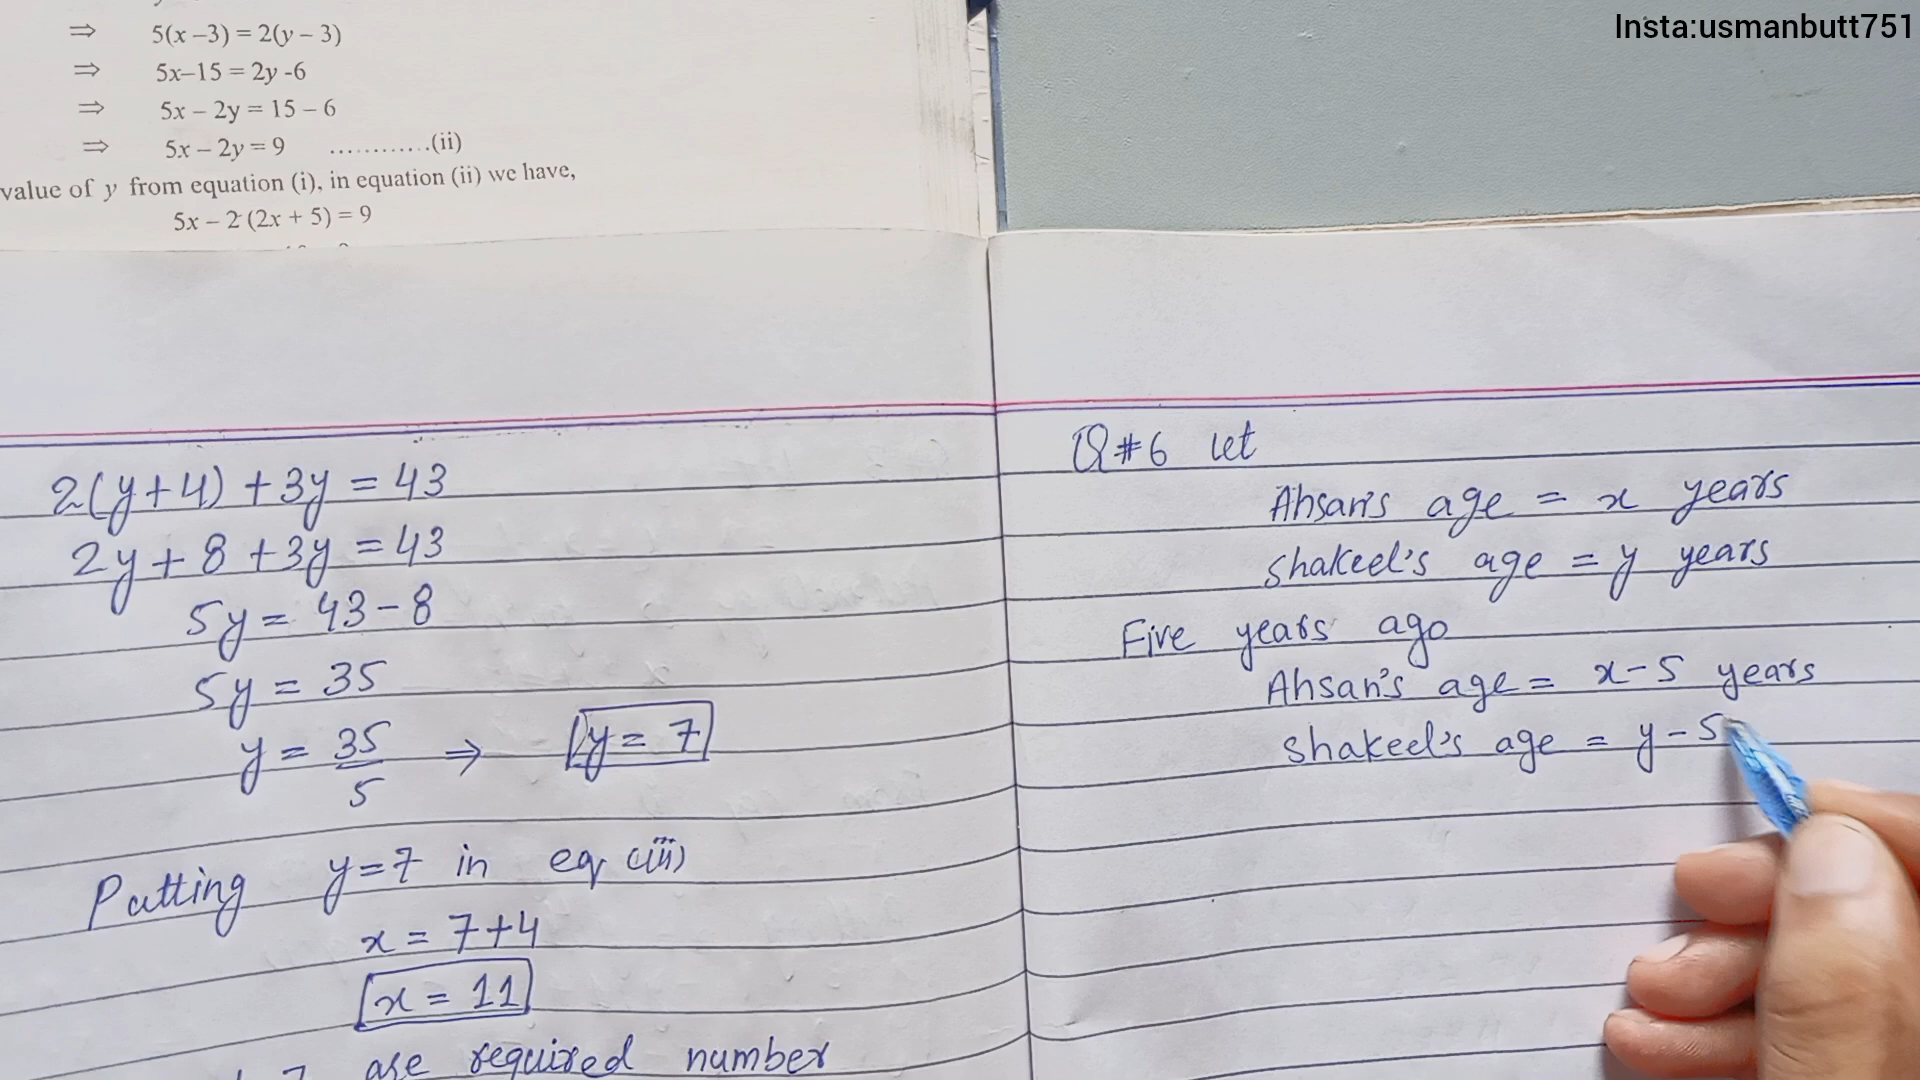 Insta:usmanbutt751
⇒ 5(x –3) = 2(y – 3)
⇒ 5x–15 = 2y -6
⇒ 5x – 2y = 15 – 6
⇒ 5x – 2y = 9 ............(ii)
value of y from equation (i), in equation (ii) we have,
5x – 2 (2x + 5) = 9
2(y+4) +3y = 43
2y + 8 +3y = 43
5y = 43 - 8
5y = 35
y = 35/5 ⇒ y = 7
Putting y=7 in eq (iii)
x = 7+4
x = 11
are required number
Q#6 let
Ahsan's age = x years
Shakeel's age = y years
Five years ago
Ahsan's age = x-5 years
Shakeel's age = y-5